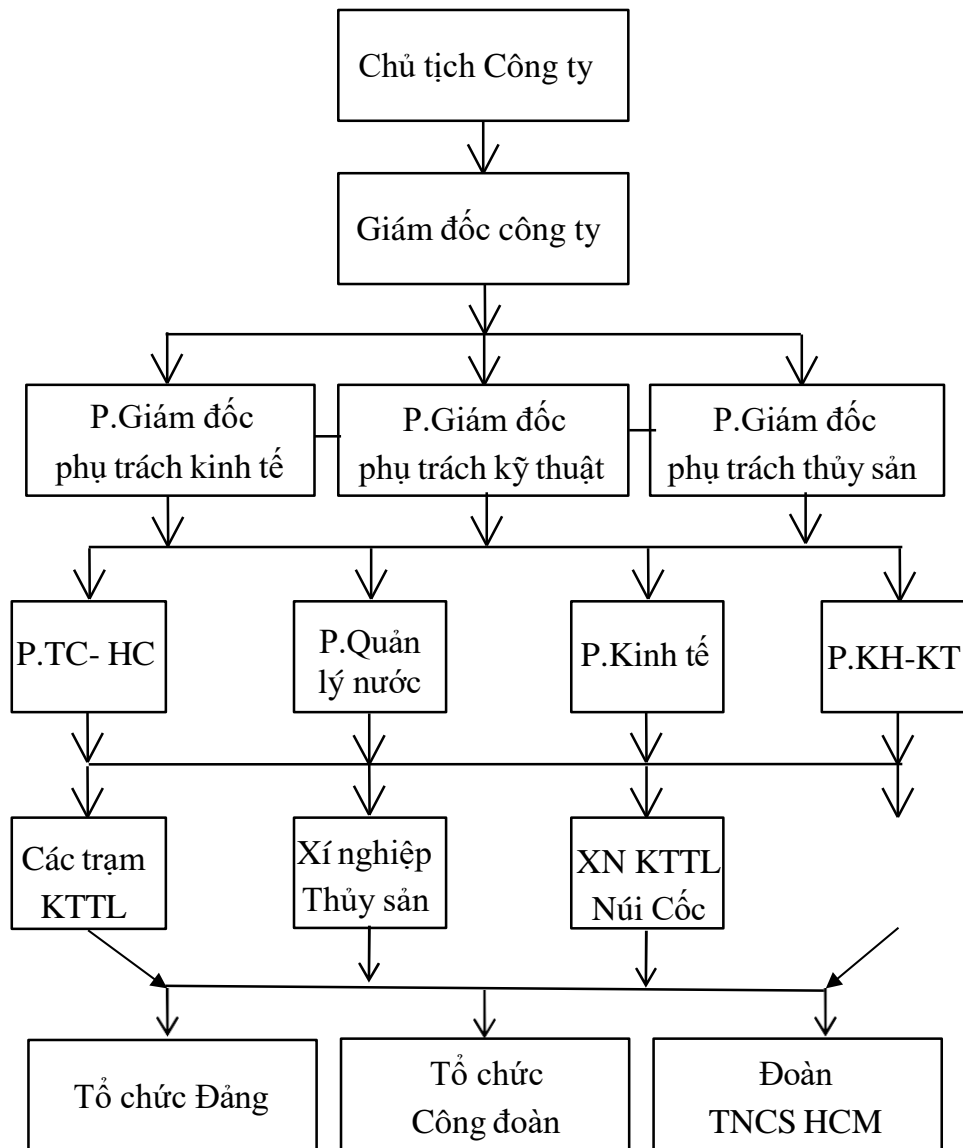 Chủ tịch Công ty
Giám đốc công ty
P.Giám đốc
phụ trách kinh tế
P.Giám đốc
phụ trách kỹ thuật
P.Giám đốc
phụ trách thủy sản
P.TC- HC
P.Quản
lý nước
P.Kinh tế
P.KH-KT
Các trạm
KTTL
Xí nghiệp
Thủy sản
XN KTTL
Núi Cốc
Tổ chức Đảng
Tổ chức
Công đoàn
Đoàn
TNCS HCM